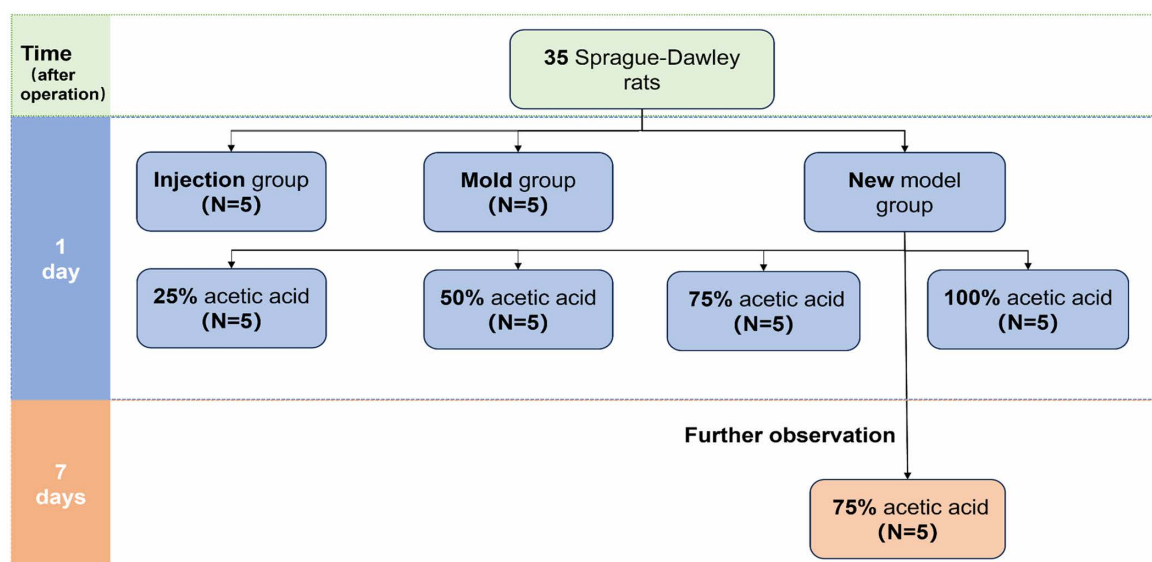 Time
(after
operation)
35 Sprague-Dawley
rats
1
day
Injection group
(N=5)
Mold group
(N=5)
New model
group
25% acetic acid
(N=5)
50% acetic acid
(N=5)
75% acetic acid
(N=5)
100% acetic acid
(N=5)
7
days
Further observation
75% acetic acid
(N=5)